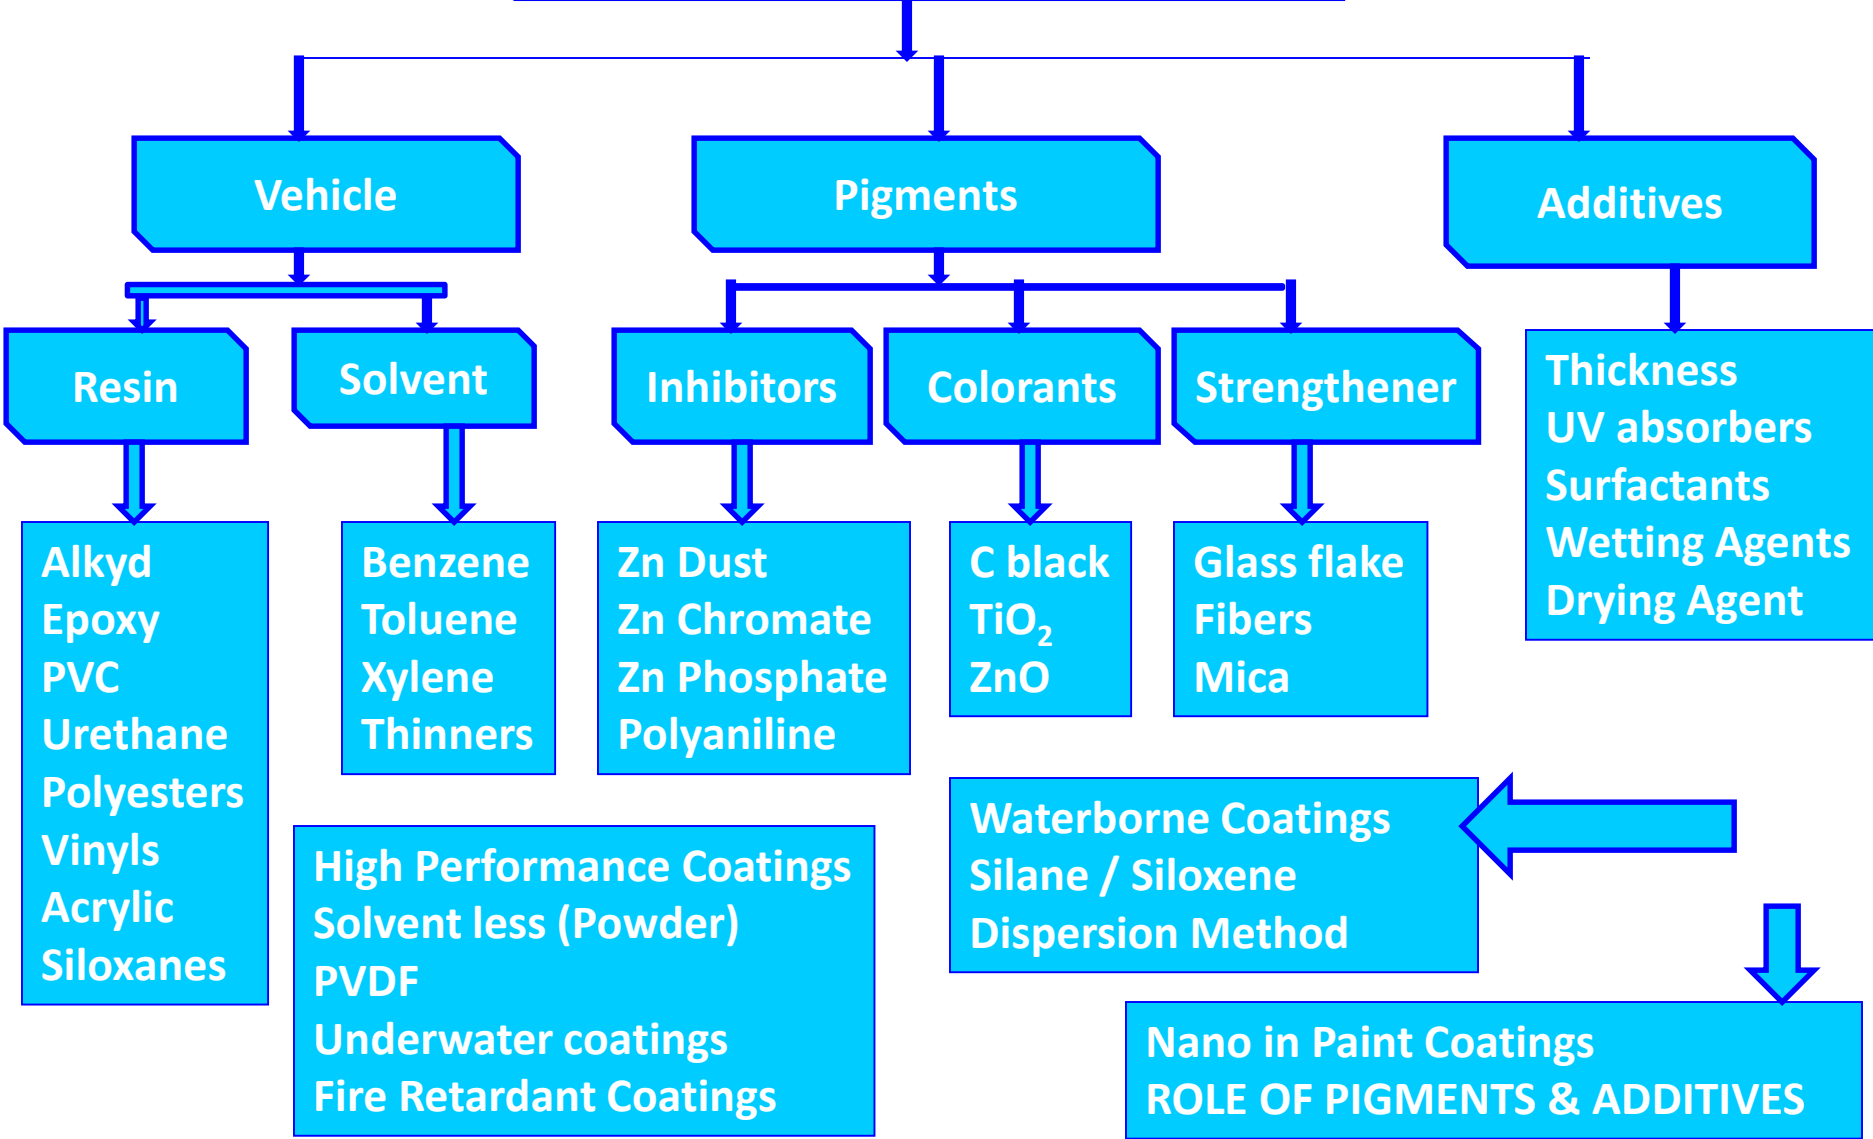 Vehicle
Pigments
Additives
Resin
Solvent
Inhibitors
Colorants
Strengthener
Alkyd
Epoxy
PVC
Urethane
Polyesters
Vinyls
Acrylic
Siloxanes
Benzene
Toluene
Xylene
Thinners
Zn Dust
Zn Chromate
Zn Phosphate
Polyaniline
C black
TiO₂
ZnO
Glass flake
Fibers
Mica
Thickness
UV absorbers
Surfactants
Wetting Agents
Drying Agent
High Performance Coatings
Solvent less (Powder)
PVDF
Underwater coatings
Fire Retardant Coatings
Waterborne Coatings
Silane / Siloxene
Dispersion Method
Nano in Paint Coatings
ROLE OF PIGMENTS & ADDITIVES